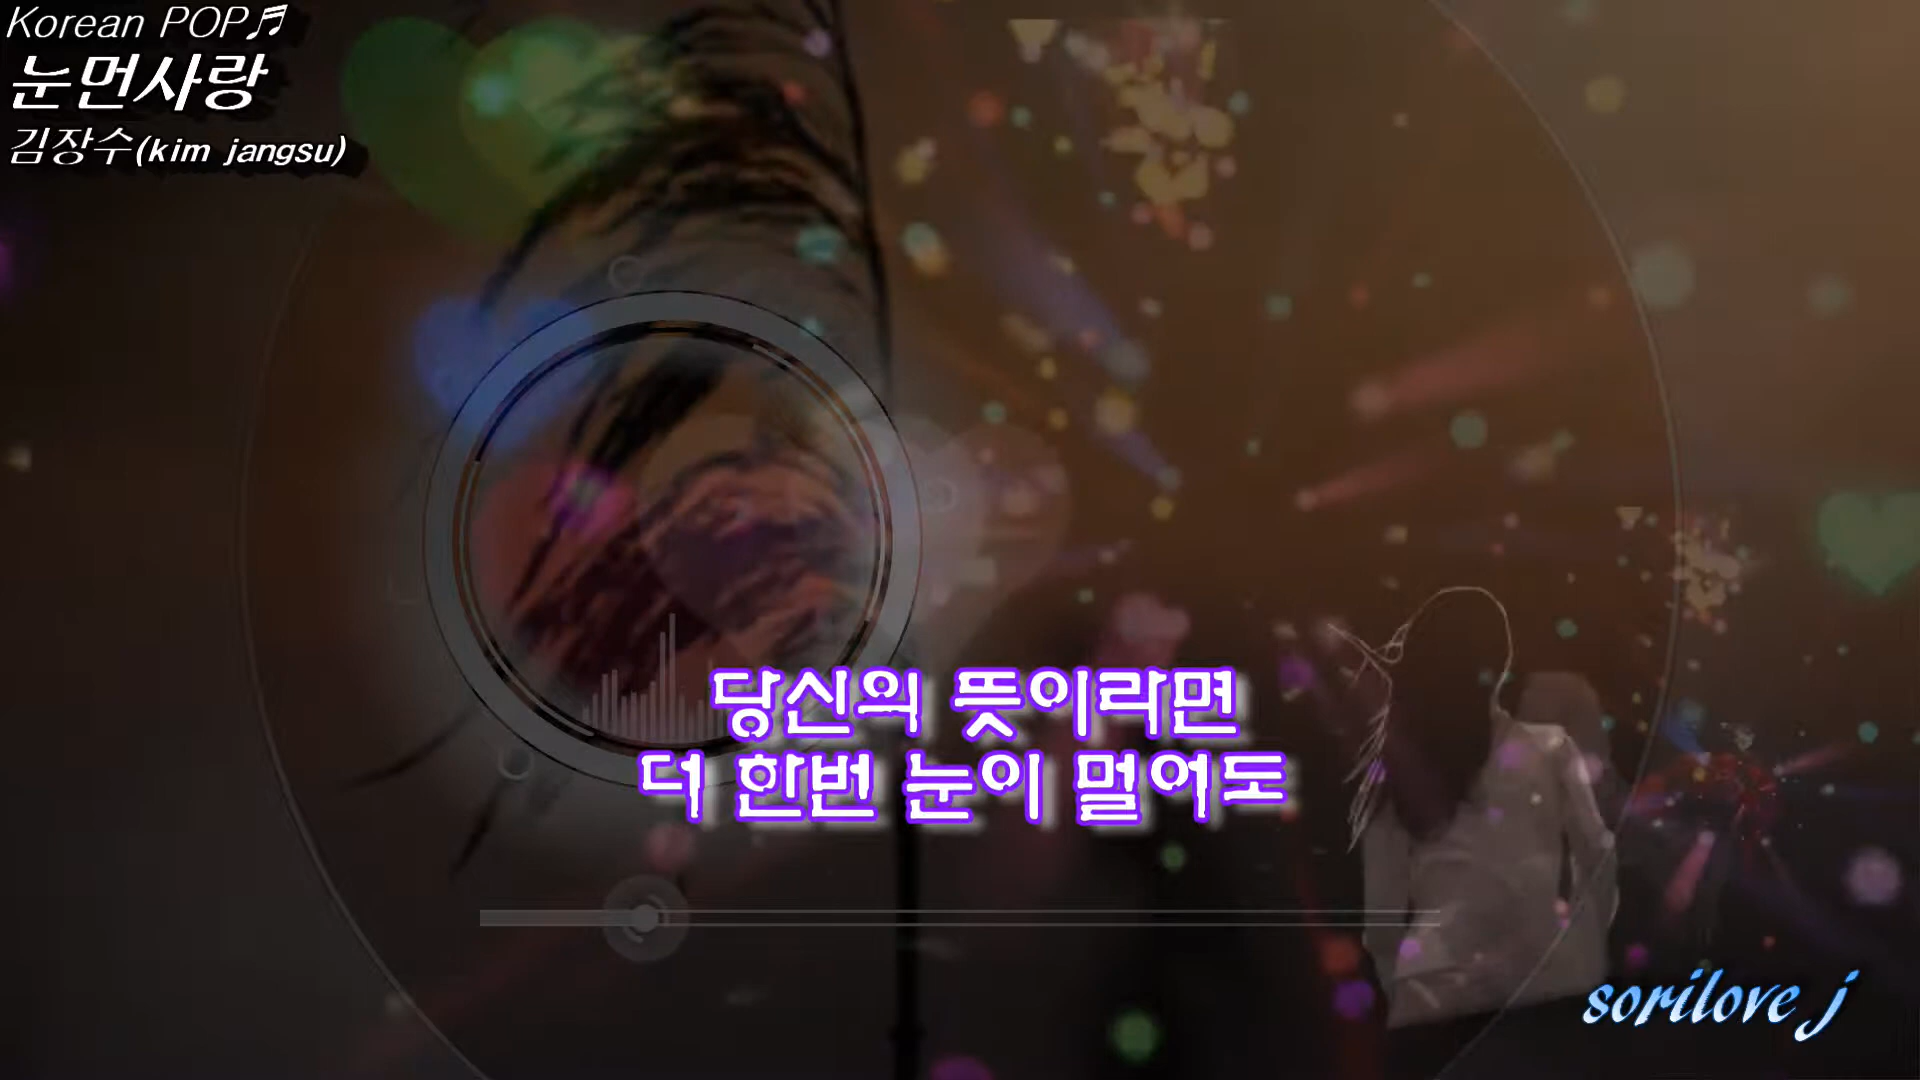 Korean POP♬
눈먼사랑
김장수(kim jangsu)
당신의 뜻이라면
더 한번 눈이 멀어도
sorilove j